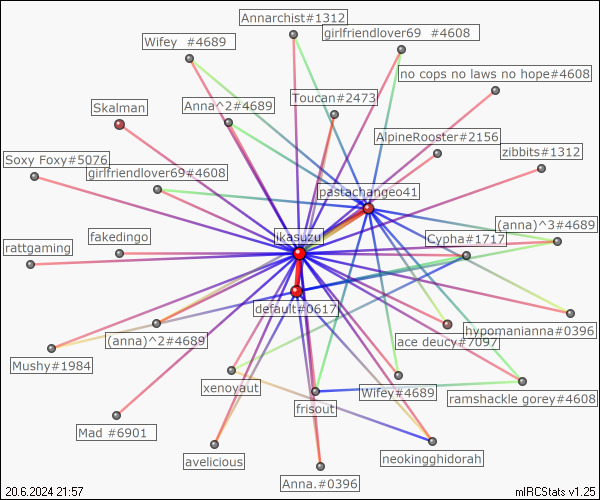 Annarchist#1312
girlfriendlover69 #4608
Wifey #4689
no cops no laws no hope#4608
Toucan#2473
Skalman
Anna^2#4689
AlpineRooster#2156
zibbits#1312
Soxy Foxy#5076
girlfriendlover69#4608
pastachangeo41
(anna)^3#4689
ikasuzu
fakedingo
Cypha#1717
rattgaming
default#0617
hypomanianna#0396
(anna)^2#4689
ace deucy#7097
Mushy#1984
xenoyaut
Wifey#4689
ramshackle gorey#4608
frisout
Mad #6901
avelicious
neokingghidorah
Anna.#0396
20.6.2024 21:57
mIRCStats v1.25